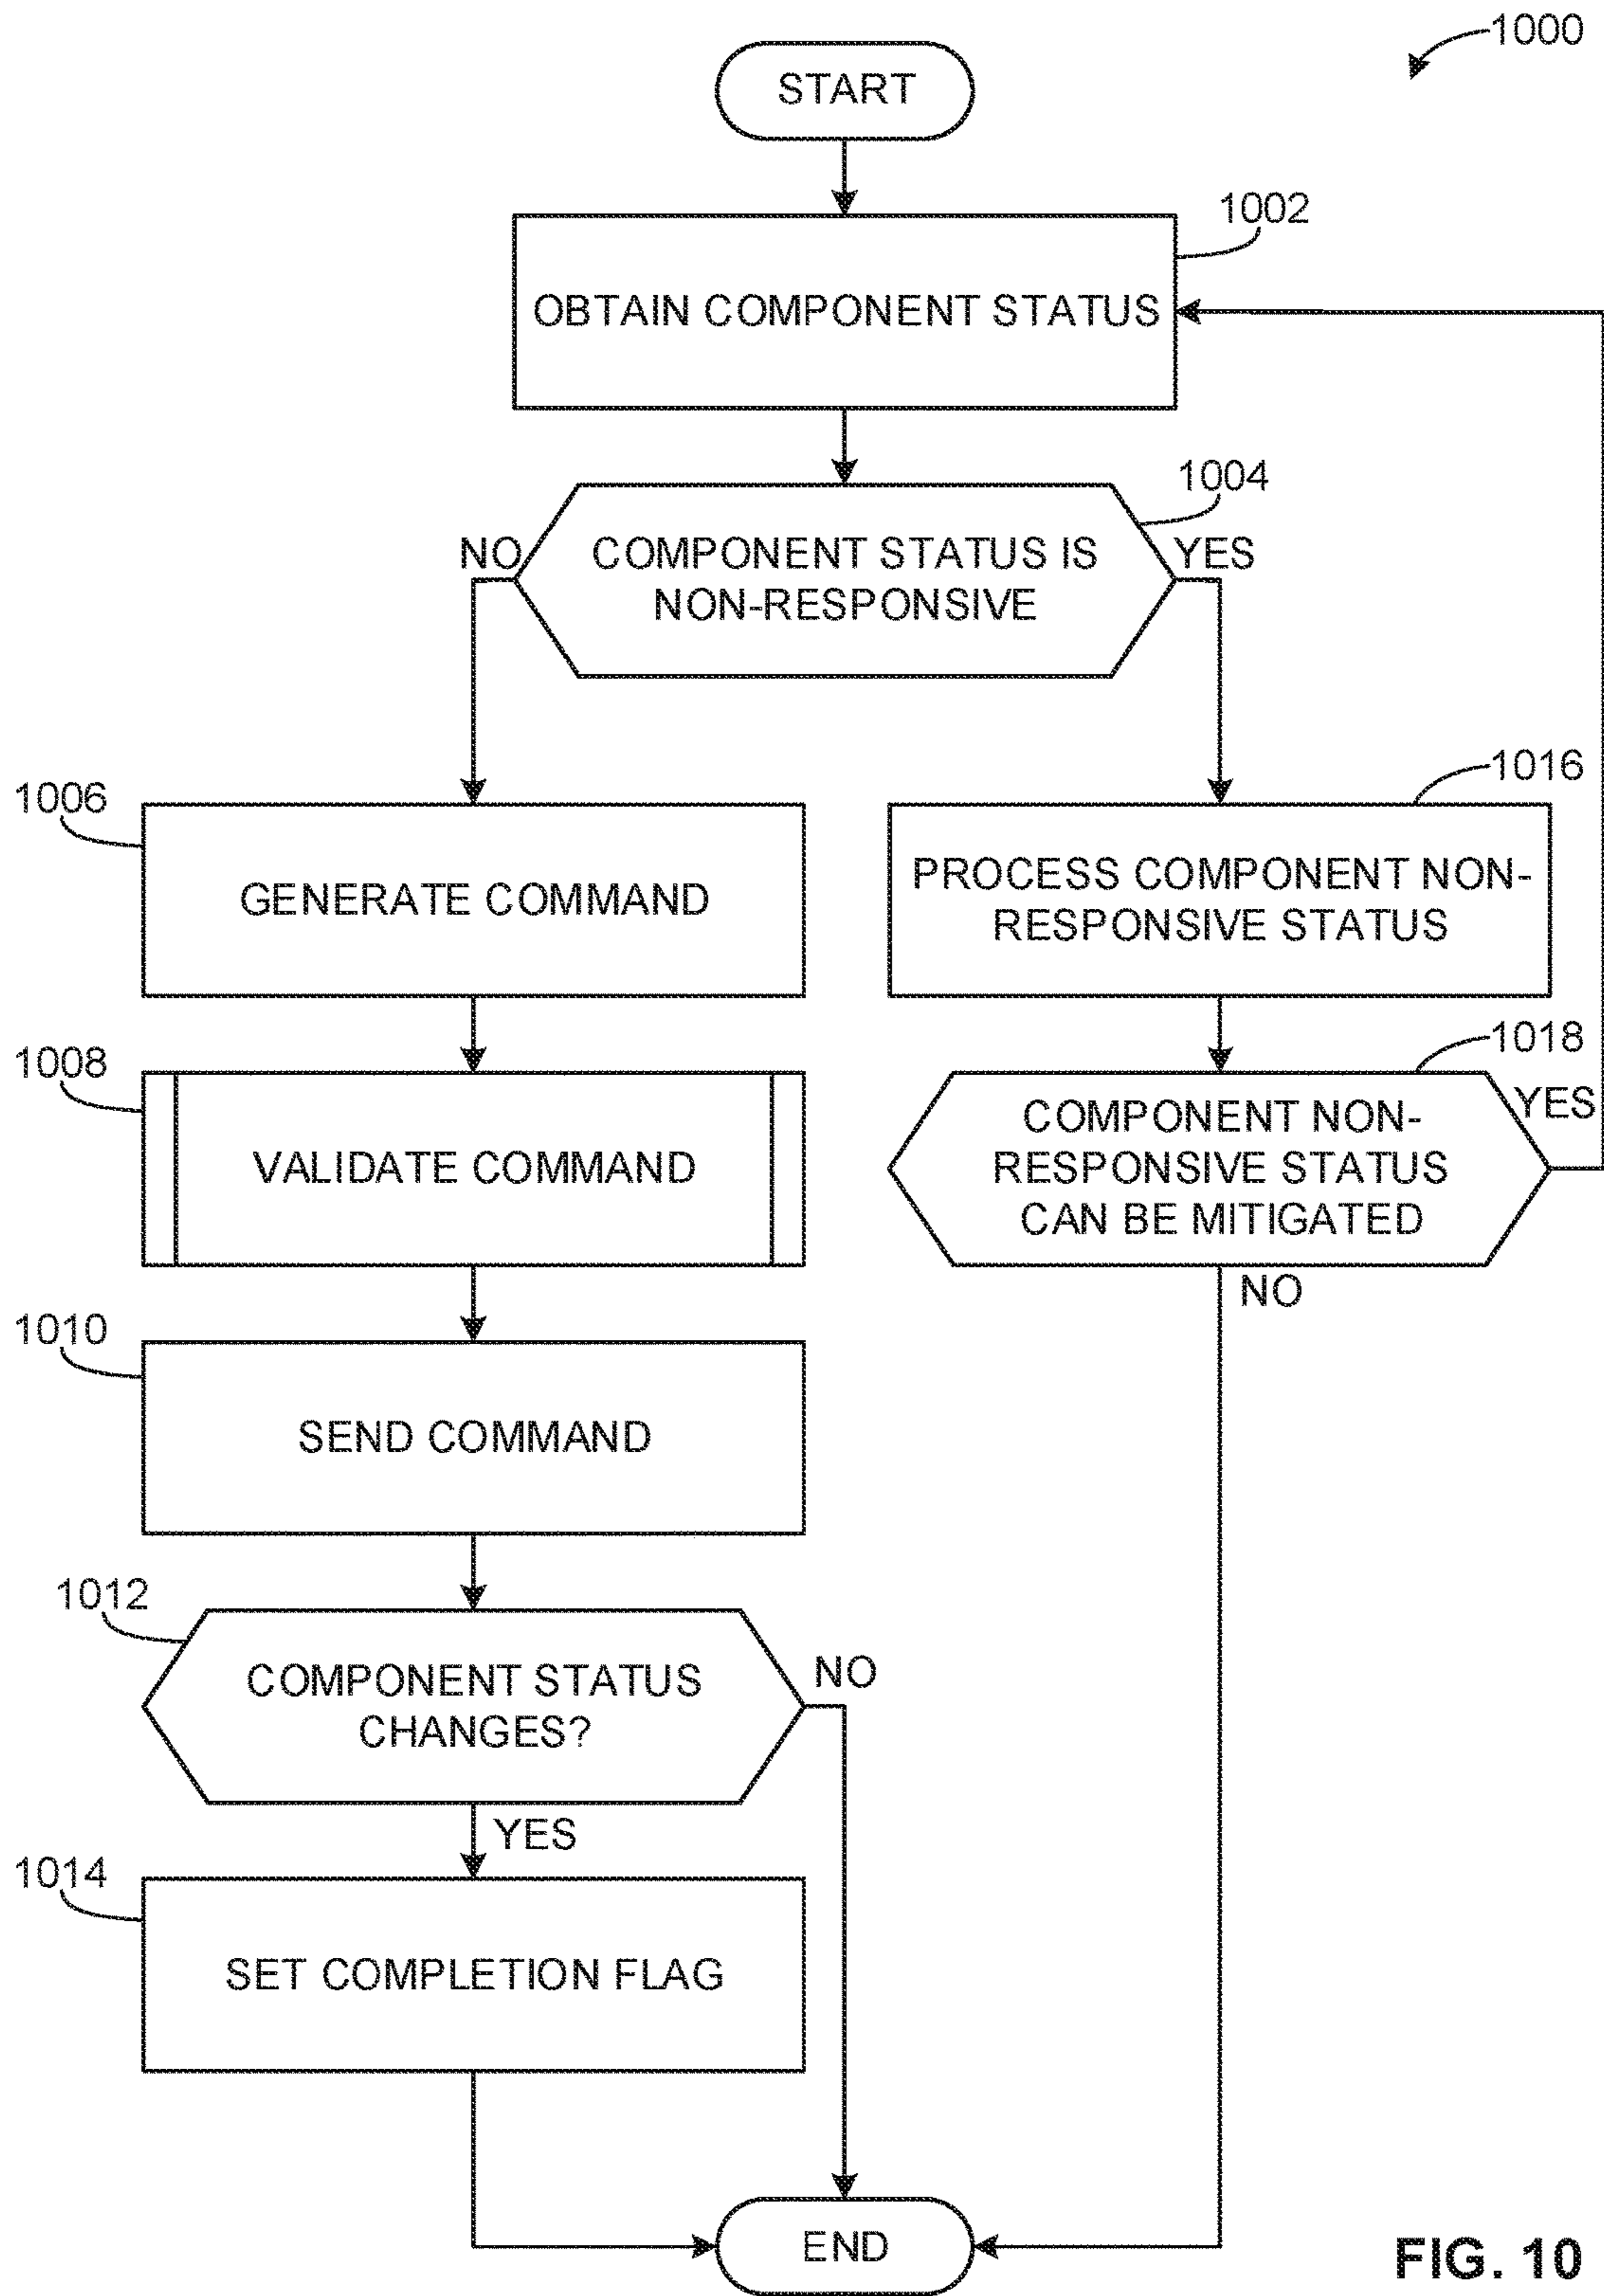 1000
START
1002
OBTAIN COMPONENT STATUS
1004
NO
COMPONENT STATUS IS
NON-RESPONSIVE
YES
1006
GENERATE COMMAND
1016
PROCESS COMPONENT NON-
RESPONSIVE STATUS
1008
VALIDATE COMMAND
1018
COMPONENT NON-
RESPONSIVE STATUS
CAN BE MITIGATED
YES
NO
1010
SEND COMMAND
1012
COMPONENT STATUS
CHANGES?
NO
YES
1014
SET COMPLETION FLAG
END
FIG. 10